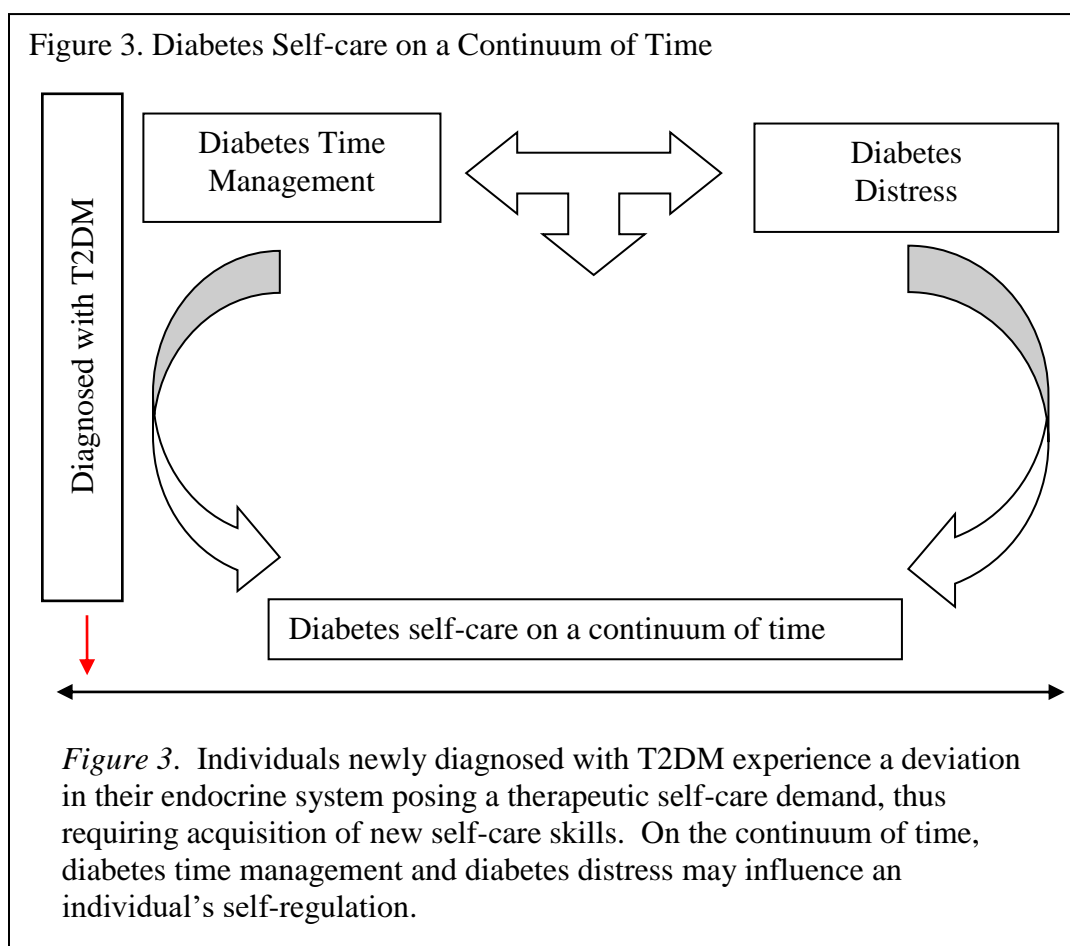 Figure 3. Diabetes Self-care on a Continuum of Time
Diagnosed with T2DM
Diabetes Time
Management
Diabetes
Distress
Diabetes self-care on a continuum of time
Figure 3.  Individuals newly diagnosed with T2DM experience a deviation
in their endocrine system posing a therapeutic self-care demand, thus
requiring acquisition of new self-care skills.  On the continuum of time,
diabetes time management and diabetes distress may influence an
individual’s self-regulation.